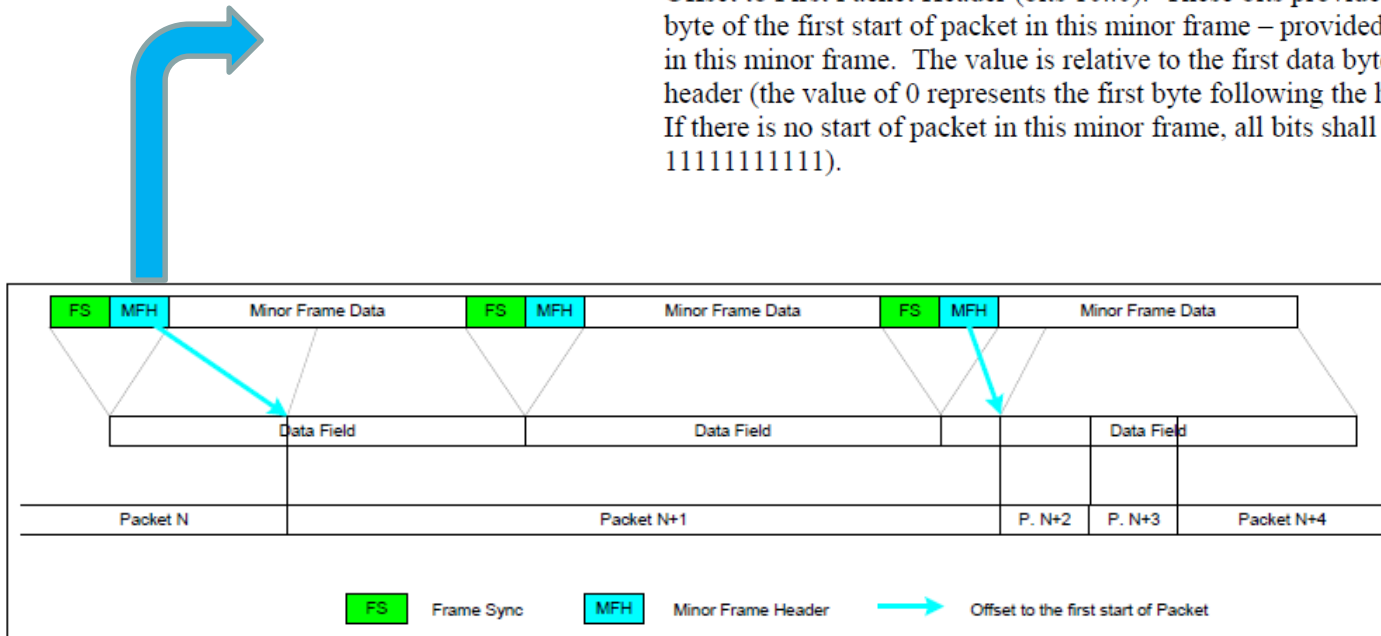 byte of the first start of packet in this minor frame – provided
in this minor frame. The value is relative to the first data byt
header (the value of 0 represents the first byte following the h
If there is no start of packet in this minor frame, all bits shall
11111111111).
FS MFH Minor Frame Data FS MFH Minor Frame Data FS MFH Minor Frame Data
Data Field Data Field Data Field
Packet N Packet N+1 P. N+2 P. N+3 Packet N+4
FS Frame Sync MFH Minor Frame Header Offset to the first start of Packet